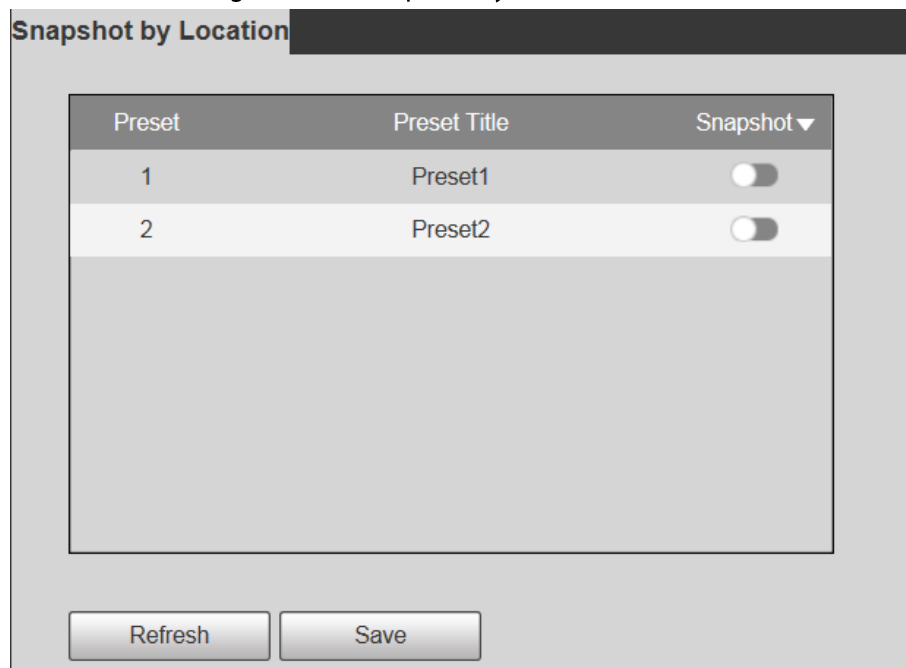 Snapshot by Location
Preset Preset Title Snapshot
1 Preset1
2 Preset2
Refresh Save